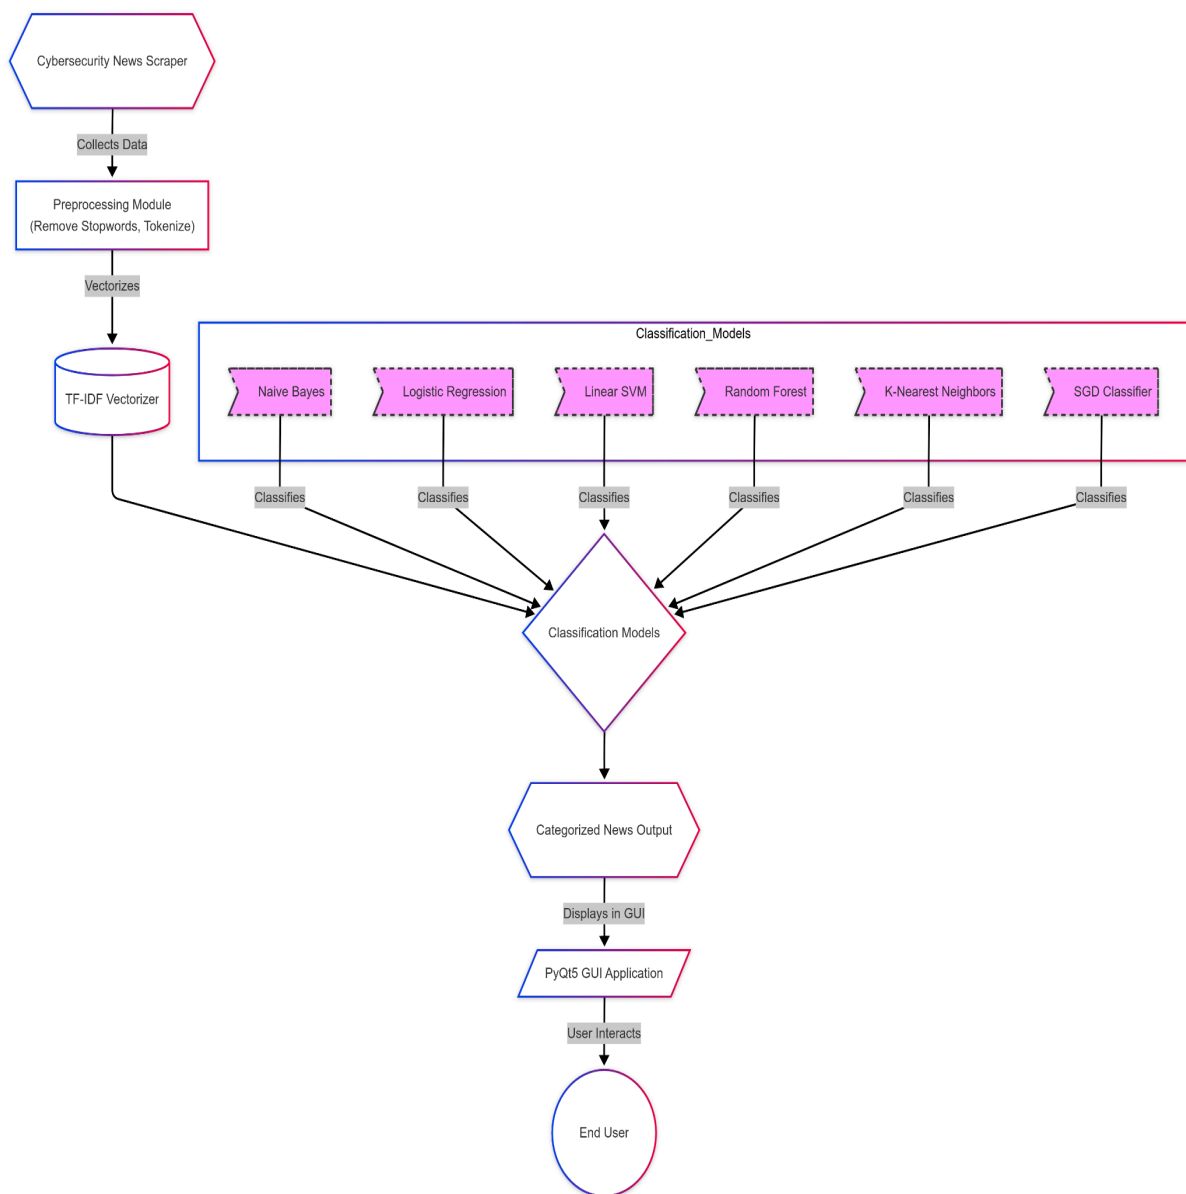 Cybersecurity News Scraper
Collects Data
Preprocessing Module
(Remove Stopwords, Tokenize)
Vectorizes
TF-IDF Vectorizer
Classification_Models
Naive Bayes
Logistic Regression
Linear SVM
Random Forest
K-Nearest Neighbors
SGD Classifier
Classifies
Classifies
Classifies
Classifies
Classifies
Classifies
Classification Models
Categorized News Output
Displays in GUI
PyQt5 GUI Application
User Interacts
End User